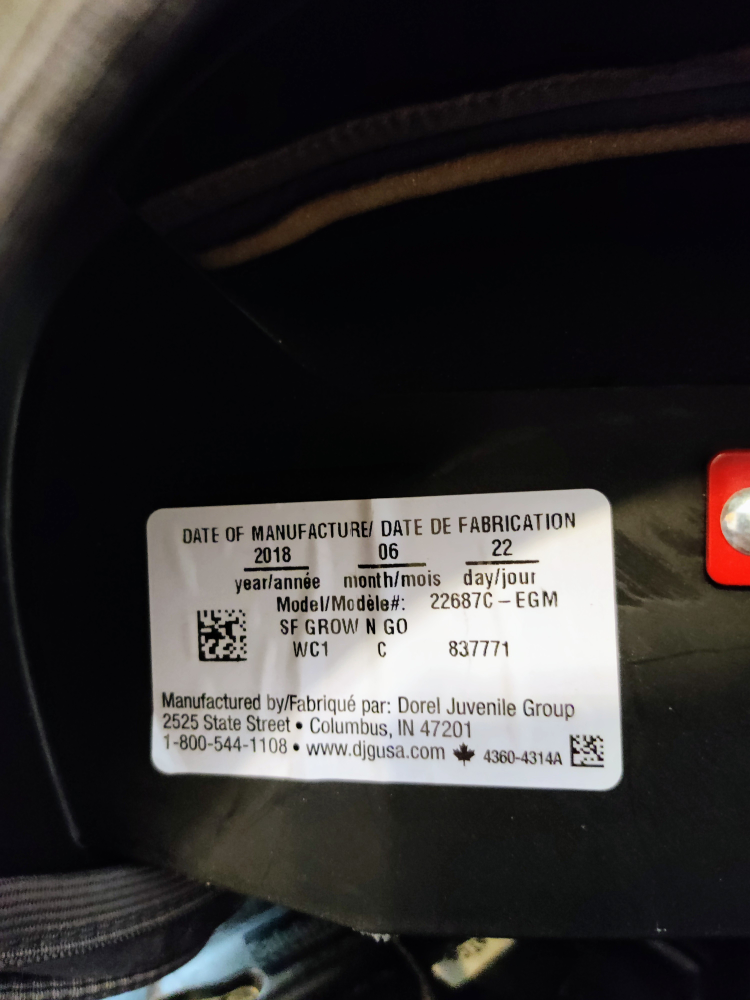 DATE OF MANUFACTURE/ DATE DE FABRICATION
2018 06 22
year/année month/mois day/jour
Model/Modèle#: 22687C - EGM
SF GROW N GO
WC1 C 837771
Manufactured by/Fabriqué par: Dorel Juvenile Group
2525 State Street • Columbus, IN 47201
1-800-544-1108 • www.djgusa.com 4360-4314A